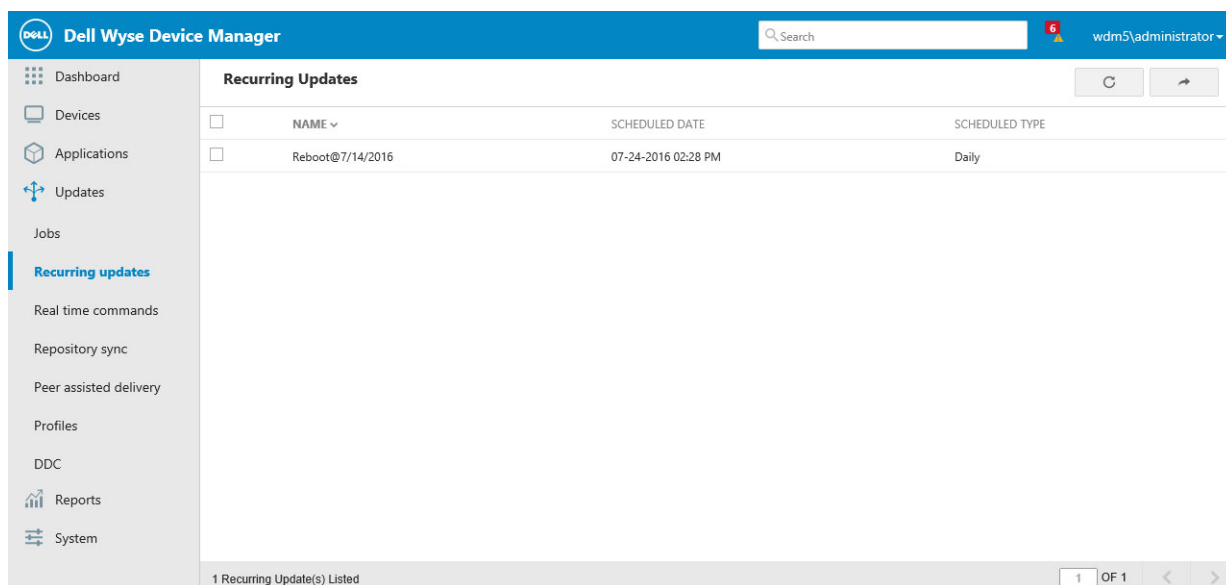 DELL Dell Wyse Device Manager Search 6 wdm5\administrator
Dashboard
Devices
Applications
Updates
Jobs
Recurring updates
Real time commands
Repository sync
Peer assisted delivery
Profiles
DDC
Reports
System
Recurring Updates
NAME SCHEDULED DATE SCHEDULED TYPE
Reboot@7/14/2016 07-24-2016 02:28 PM Daily
1 Recurring Update(s) Listed 1 OF 1